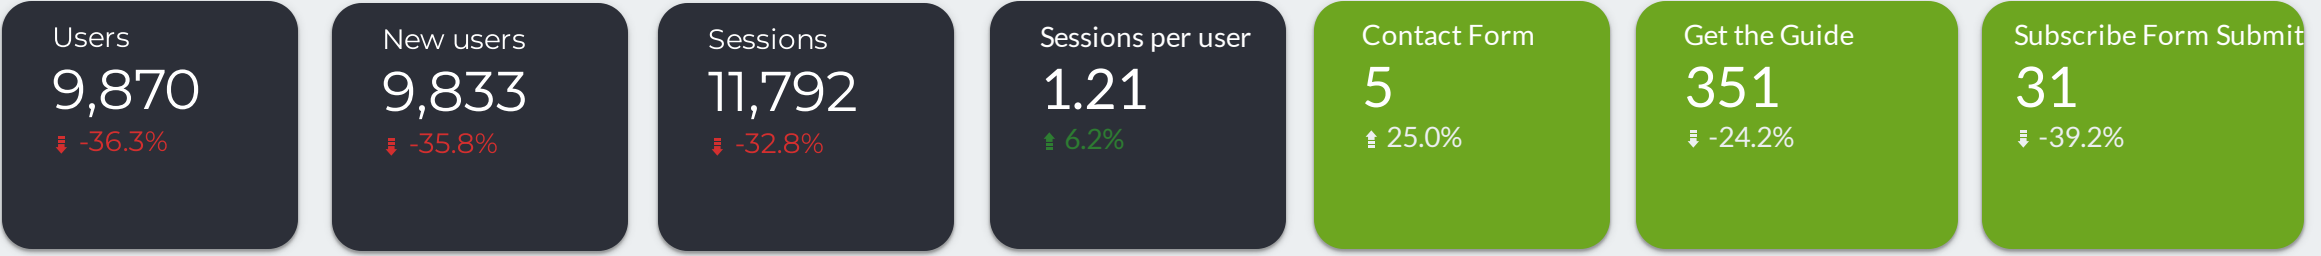 Users
9,870
-36.3%
New users
9,833
-35.8%
Sessions
11,792
-32.8%
Sessions per user
1.21
6.2%
Contact Form
5
25.0%
Get the Guide
351
-24.2%
Subscribe Form Submit
31
-39.2%